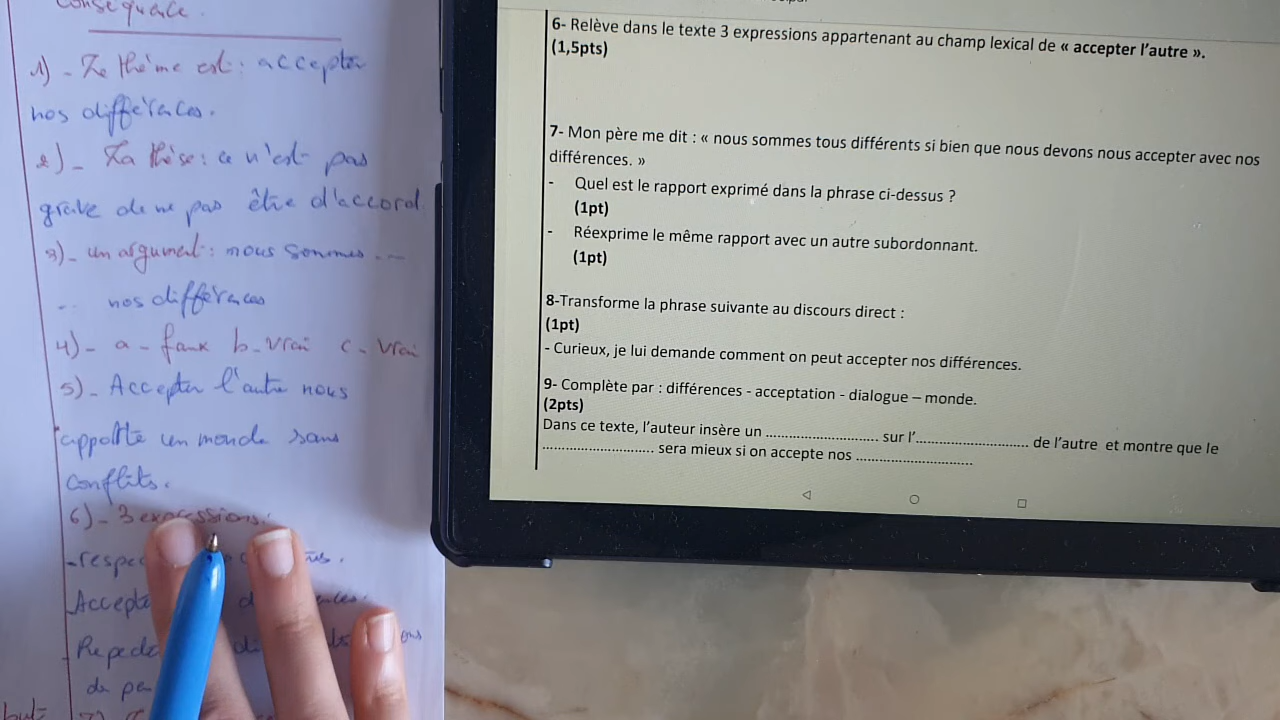 conséquence.
1)- Le thème est : accepter
nos différences.
2)- La thèse : ce n'est pas
grave de ne pas être d'accord.
3)- un argument : nous sommes ...
.. nos différences
4)- a - faux b- vrai c- vrai
5)- Accepter l'autre nous
apporte un monde sans
conflits.
6)- 3 expressions:
6- Relève dans le texte 3 expressions appartenant au champ lexical de « accepter l'autre ».
(1,5pts)
7- Mon père me dit : « nous sommes tous différents si bien que nous devons nous accepter avec nos
différences. »
- Quel est le rapport exprimé dans la phrase ci-dessus ?
(1pt)
- Réexprime le même rapport avec un autre subordonnant.
(1pt)
8-Transforme la phrase suivante au discours direct :
(1pt)
- Curieux, je lui demande comment on peut accepter nos différences.
9- Complète par : différences - acceptation - dialogue – monde.
(2pts)
Dans ce texte, l'auteur insère un ............................ sur l'............................ de l'autre et montre que le
............................ sera mieux si on accepte nos ............................